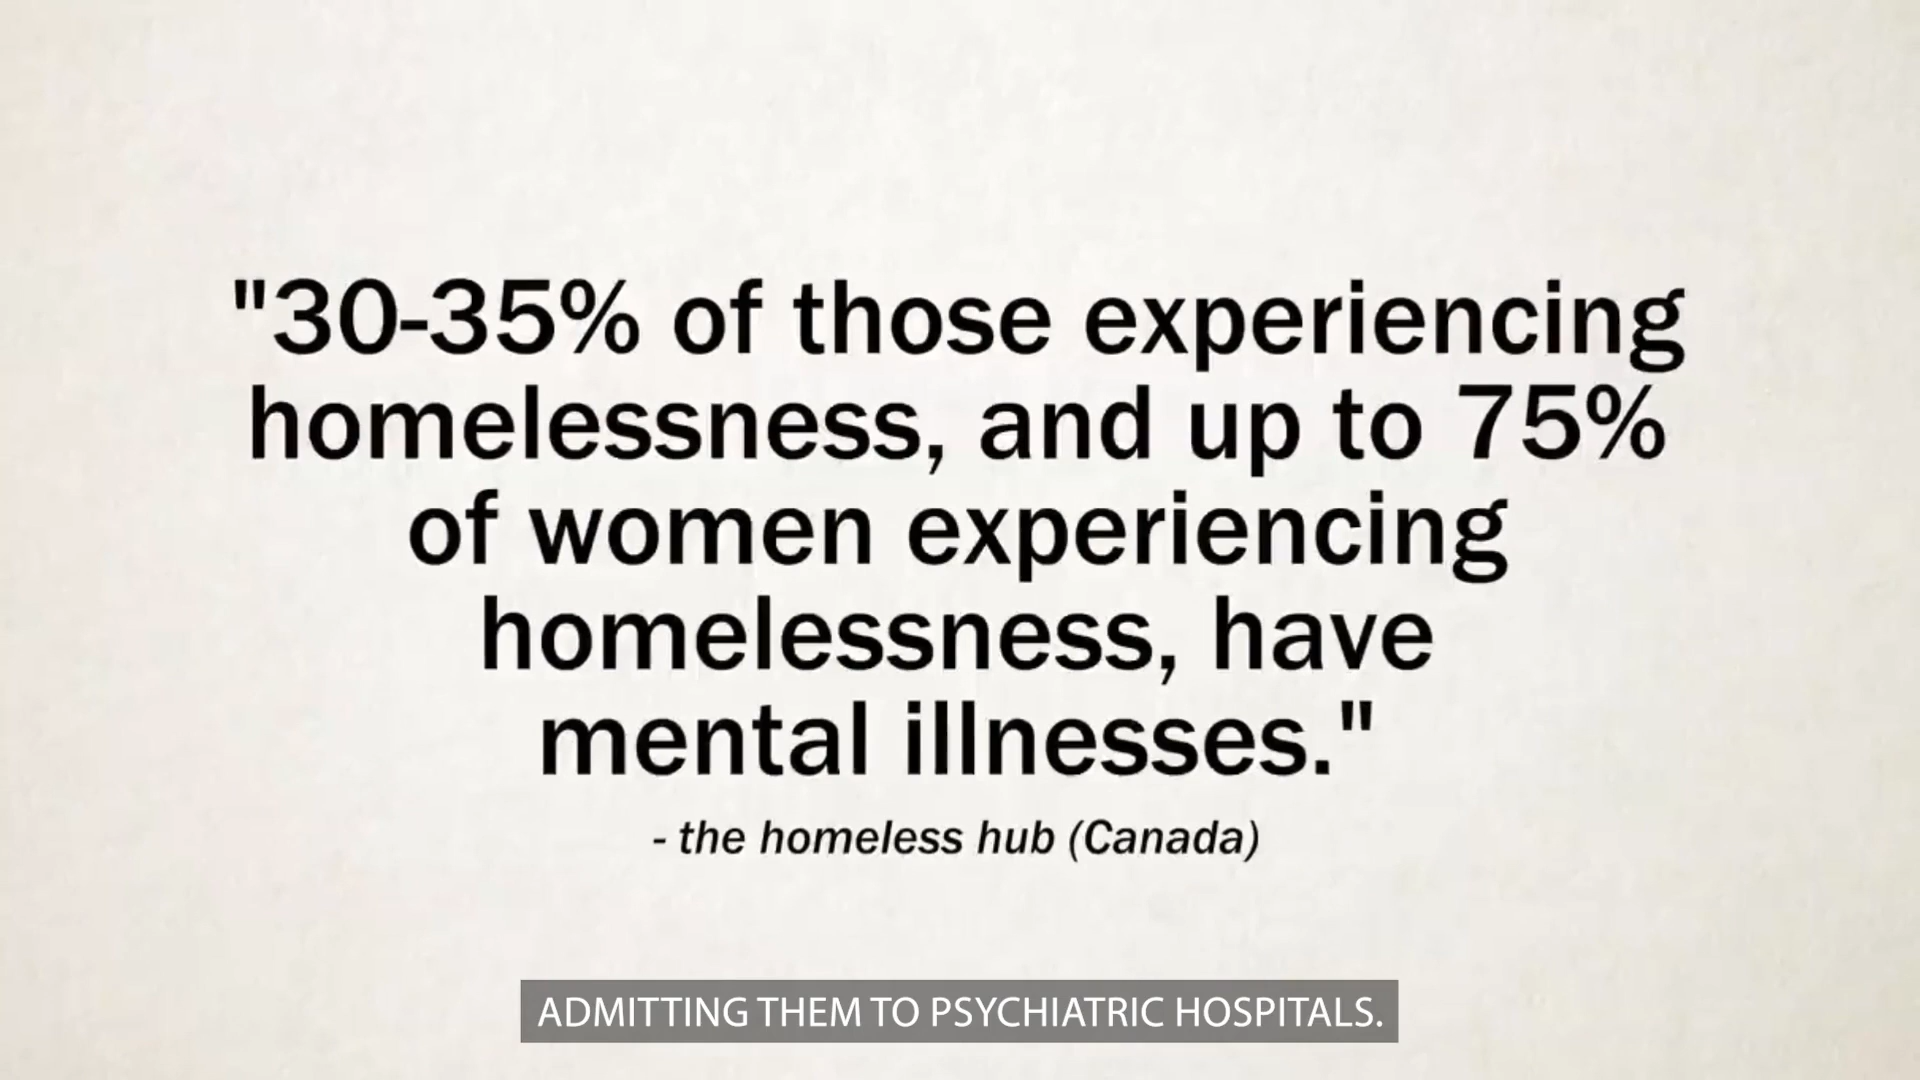 "30-35% of those experiencing
homelessness, and up to 75%
of women experiencing
homelessness, have
mental illnesses."
- the homeless hub (Canada)
ADMITTING THEM TO PSYCHIATRIC HOSPITALS.